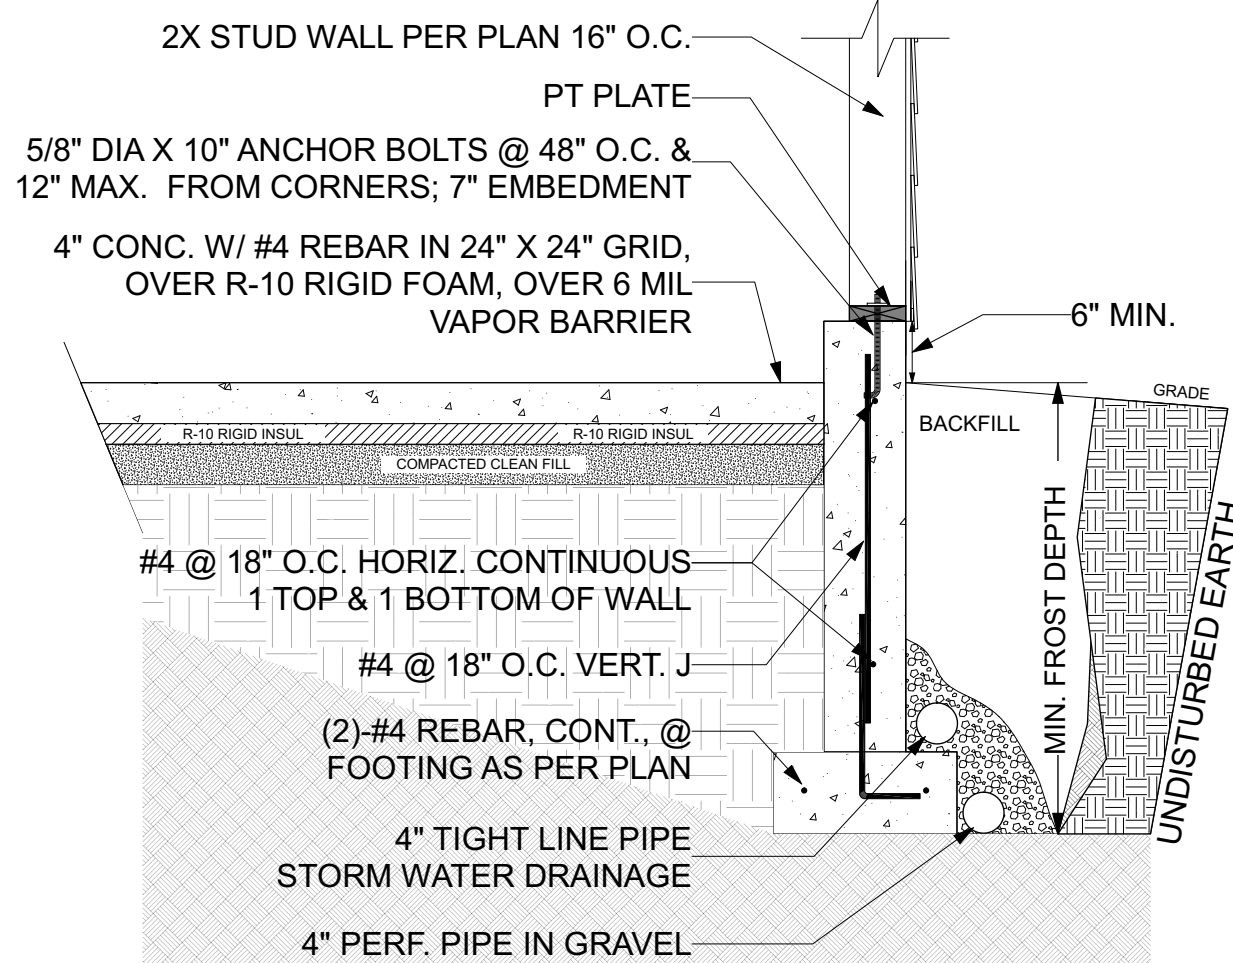 2X STUD WALL PER PLAN 16" O.C.
PT PLATE
5/8" DIA X 10" ANCHOR BOLTS @ 48" O.C. &
12" MAX. FROM CORNERS; 7" EMBEDMENT
4" CONC. W/ #4 REBAR IN 24" X 24" GRID,
OVER R-10 RIGID FOAM, OVER 6 MIL
VAPOR BARRIER
6" MIN.
GRADE
BACKFILL
R-10 RIGID INSUL
R-10 RIGID INSUL
COMPACTED CLEAN FILL
#4 @ 18" O.C. HORIZ. CONTINUOUS
1 TOP & 1 BOTTOM OF WALL
#4 @ 18" O.C. VERT. J
(2)-#4 REBAR, CONT., @
FOOTING AS PER PLAN
4" TIGHT LINE PIPE
STORM WATER DRAINAGE
4" PERF. PIPE IN GRAVEL
MIN. FROST DEPTH
UNDISTURBED EARTH